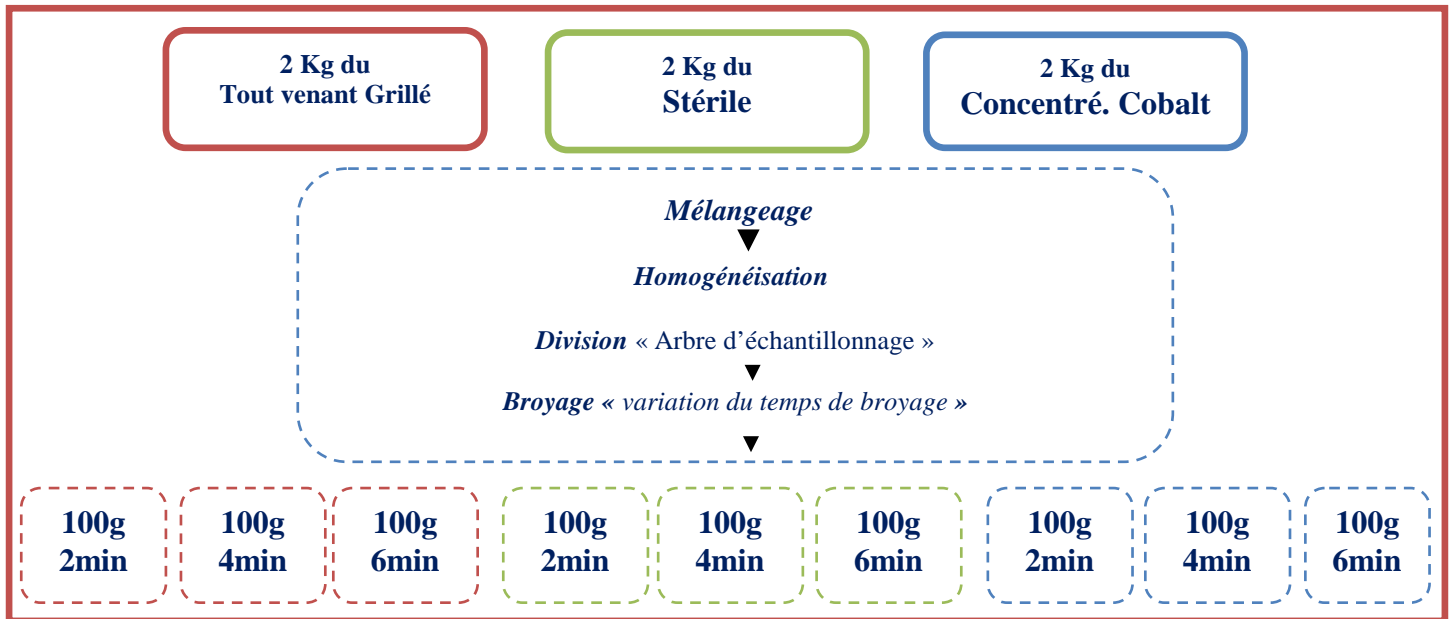 2 Kg du
Tout venant Grillé
2 Kg du
Stérile
2 Kg du
Concentré. Cobalt
Mélangeage
Homogénéisation
Division « Arbre d’échantillonnage »
Broyage « variation du temps de broyage »
100g
2min
100g
4min
100g
6min
100g
2min
100g
4min
100g
6min
100g
2min
100g
4min
100g
6min